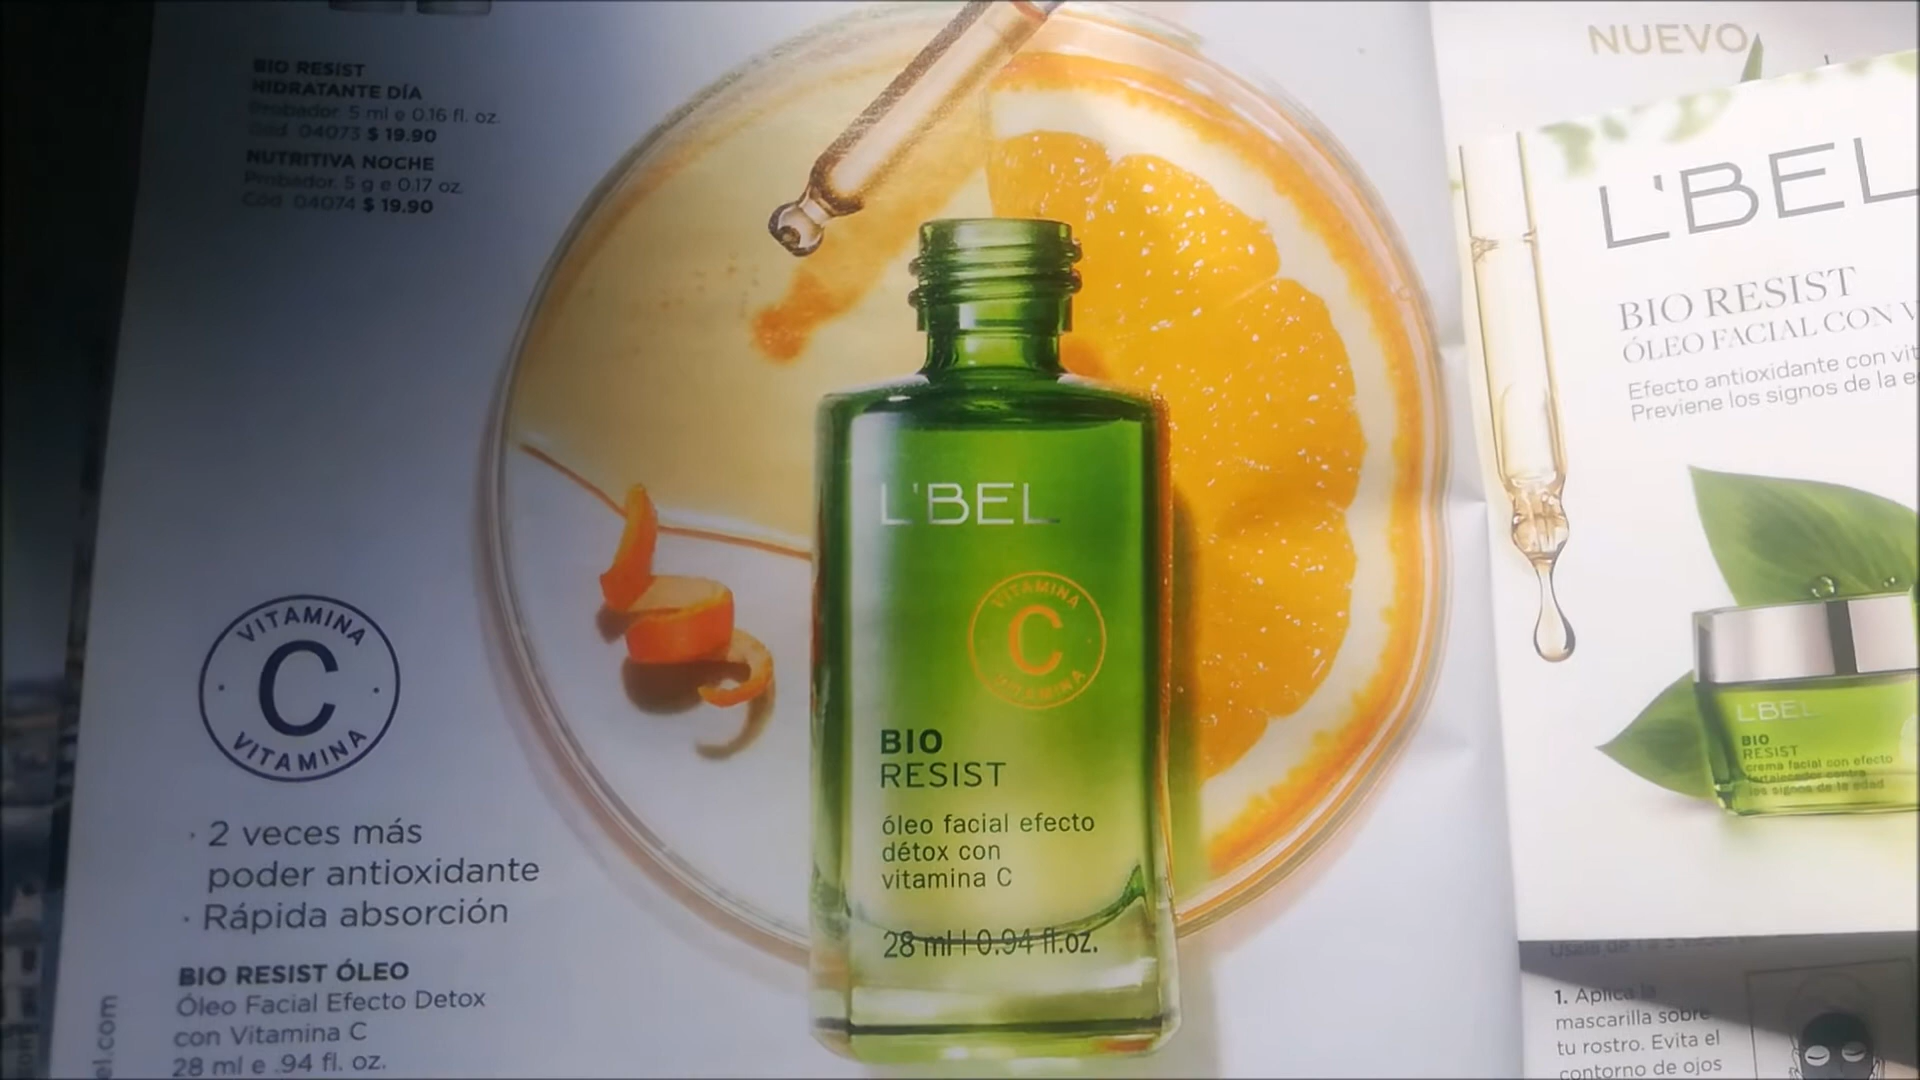 BIO RESIST
HIDRATANTE DÍA
Probador. 5 ml e 0.16 fl. oz.
Cód. 04073 $ 19.90
NUTRITIVA NOCHE
Probador. 5 g e 0.17 oz.
Cód. 04074 $ 19.90
VITAMINA
C
VITAMINA
· 2 veces más
poder antioxidante
· Rápida absorción
BIO RESIST ÓLEO
Óleo Facial Efecto Detox
con Vitamina C
28 ml e .94 fl. oz.
el.com
L'BEL
VITAMINA
C
VITAMINA
BIO
RESIST
óleo facial efecto
détox con
vitamina C
28 ml | 0.94 fl.oz.
NUEVO
L'BEL
BIO RESIST
ÓLEO FACIAL CON
Efecto antioxidante con
Previene los signos de la
L'BEL
BIO
RESIST
crema facial con efecto
fortalecedor contra
los signos de la edad
1. Aplica la
mascarilla sobre
tu rostro. Evita el
contorno de ojos